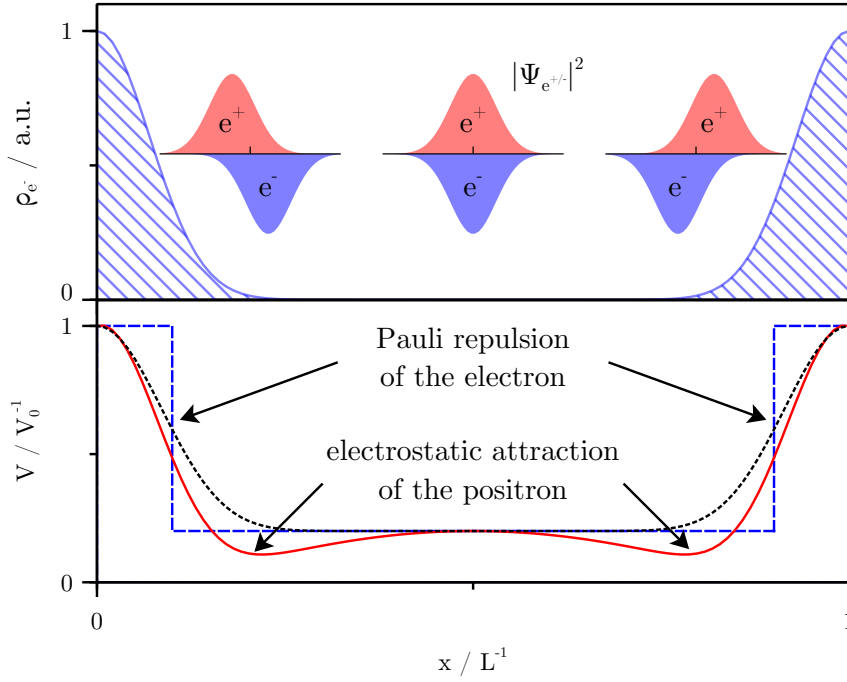 1
|Ψe+/-|²
e+
e+
e+
e-
e-
e-
ρe- / a.u.
0
1
Pauli repulsion
of the electron
electrostatic attraction
of the positron
V / V₀⁻¹
0
0
1
x / L⁻¹